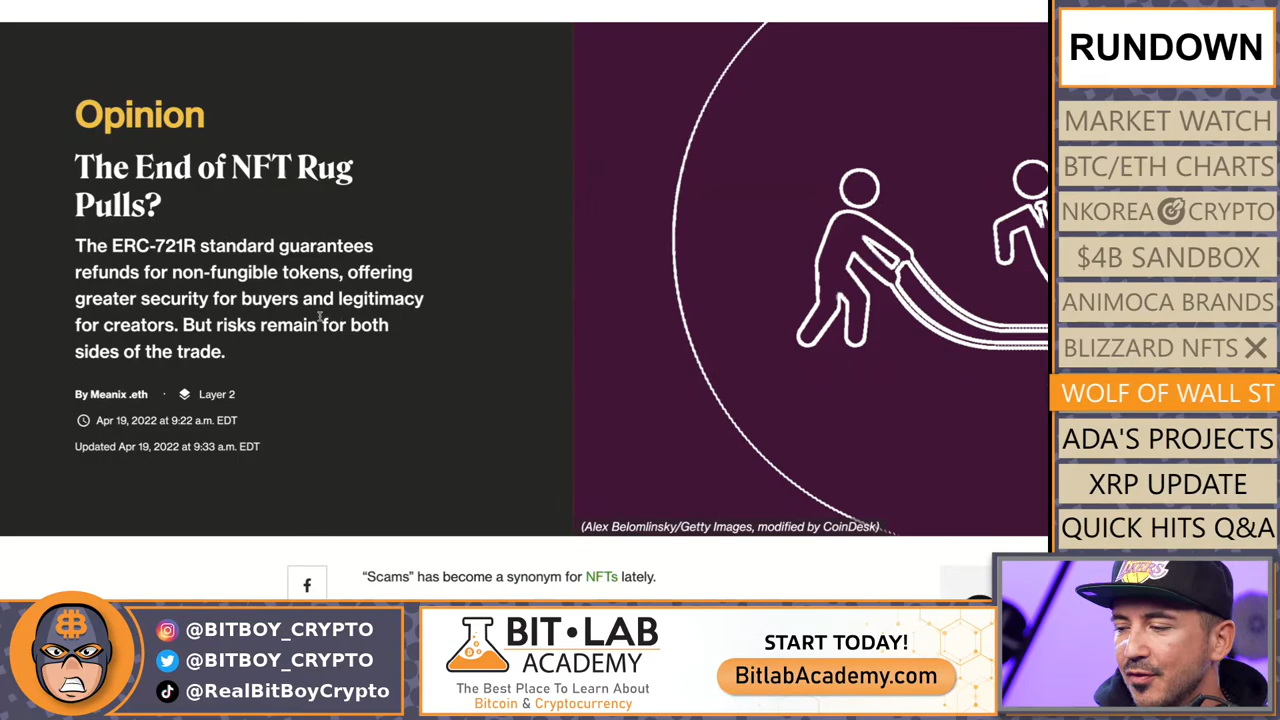 Opinion
The End of NFT Rug
Pulls?
The ERC-721R standard guarantees
refunds for non-fungible tokens, offering
greater security for buyers and legitimacy
for creators. But risks remain for both
sides of the trade.
By Meanix .eth · Layer 2
Apr 19, 2022 at 9:22 a.m. EDT
Updated Apr 19, 2022 at 9:33 a.m. EDT
(Alex Belomlinsky/Getty Images, modified by CoinDesk)
“Scams” has become a synonym for NFTs lately.
RUNDOWN
MARKET WATCH
BTC/ETH CHARTS
NKOREA CRYPTO
$4B SANDBOX
ANIMOCA BRANDS
BLIZZARD NFTS
WOLF OF WALL ST
ADA'S PROJECTS
XRP UPDATE
QUICK HITS Q&A
@BITBOY_CRYPTO
@BITBOY_CRYPTO
@RealBitBoyCrypto
BIT•LAB
ACADEMY
The Best Place To Learn About
Bitcoin & Cryptocurrency
START TODAY!
BitlabAcademy.com
LAKERS